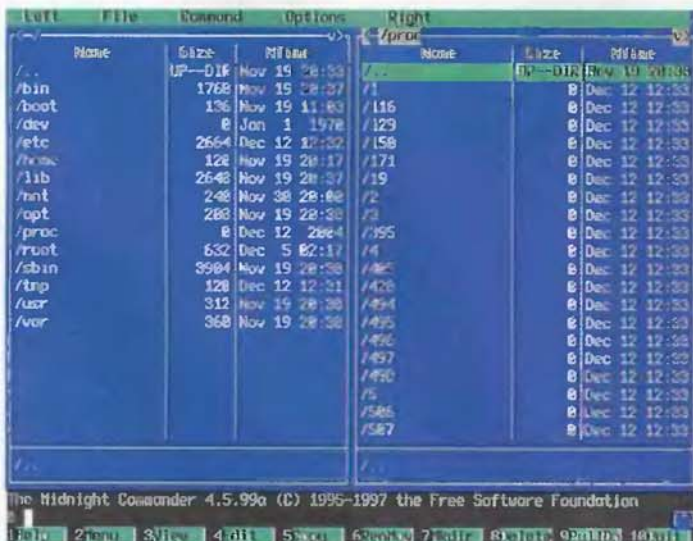 Left File Command Options Right
/proc
Name Size MTime Name Size MTime
/.. UP--DIR Nov 19 20:33 /.. UP--DIR Nov 19 20:33
/bin 1768 Nov 19 20:37 /1 0 Dec 12 12:33
/boot 136 Nov 19 11:03 /116 0 Dec 12 12:33
/dev 0 Jan 1 1970 /129 0 Dec 12 12:33
/etc 2664 Dec 12 12:32 /158 0 Dec 12 12:33
/home 128 Nov 19 20:17 /171 0 Dec 12 12:33
/lib 2648 Nov 19 20:37 /19 0 Dec 12 12:33
/mnt 248 Nov 30 20:00 /2 0 Dec 12 12:33
/opt 208 Nov 19 20:38 /3 0 Dec 12 12:33
/proc 0 Dec 12 2004 /395 0 Dec 12 12:33
/root 632 Dec 5 02:17 /4 0 Dec 12 12:33
/sbin 3904 Nov 19 20:38 0 Dec 12 12:33
/tmp 128 Dec 12 12:31 /428 0 Dec 12 12:33
/usr 312 Nov 19 20:38 /494 0 Dec 12 12:33
/var 368 Nov 19 20:38 /495 0 Dec 12 12:33
/496 0 Dec 12 12:33
/497 0 Dec 12 12:33
/498 0 Dec 12 12:33
/5 0 Dec 12 12:33
/506 0 Dec 12 12:33
/507 0 Dec 12 12:33
/.. /..
The Midnight Commander 4.5.99a (C) 1995-1997 the Free Software Foundation
1Help 2Menu 3View 4Edit 5Copy 6RenMov 7Mkdir 8Delete 9PullDn 10Quit